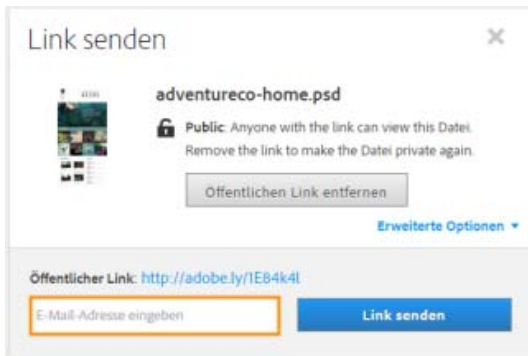 Link senden
adventureco-home.psd
Public: Anyone with the link can view this Datei.
Remove the link to make the Datei private again.
Öffentlichen Link entfernen
Erweiterte Optionen
Öffentlicher Link: http://adobe.ly/1E84k4l
E-Mail-Adresse eingeben
Link senden